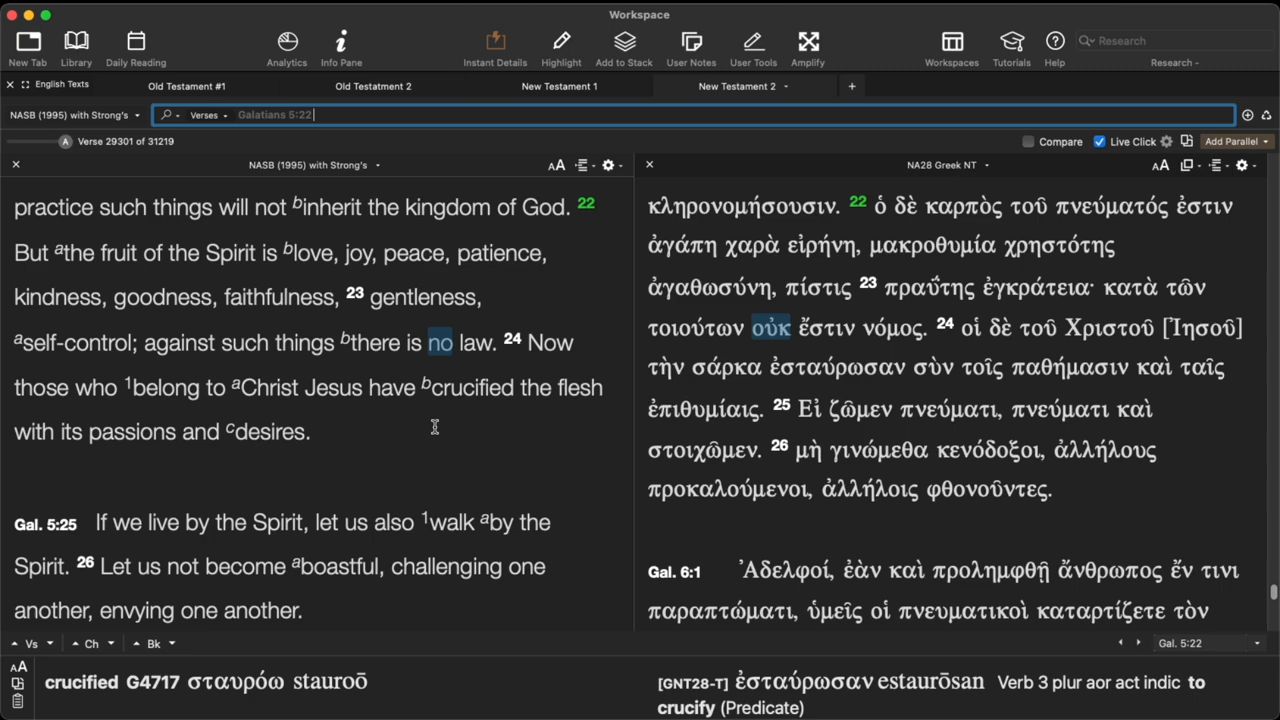 Workspace
New Tab Library Daily Reading Analytics Info Pane Instant Details Highlight Add to Stack User Notes User Tools Amplify Workspaces Tutorials Help Research
Research
English Texts Old Testament #1 Old Testatment 2 New Testament 1 New Testament 2 +
NASB (1995) with Strong's Verses Galatians 5:22
A Verse 29301 of 31219 Compare Live Click Add Parallel
NASB (1995) with Strong's
practice such things will not binherit the kingdom of God. 22
But athe fruit of the Spirit is blove, joy, peace, patience,
kindness, goodness, faithfulness, 23 gentleness,
aself-control; against such things bthere is no law. 24 Now
those who 1belong to aChrist Jesus have bcrucified the flesh
with its passions and cdesires.
Gal. 5:25 If we live by the Spirit, let us also 1walk aby the
Spirit. 26 Let us not become aboastful, challenging one
another, envying one another.
NA28 Greek NT
κληρονομήσουσιν. 22 ὁ δὲ καρπὸς τοῦ πνεύματός ἐστιν
ἀγάπη χαρὰ εἰρήνη, μακροθυμία χρηστότης
ἀγαθωσύνη, πίστις 23 πραΰτης ἐγκράτεια· κατὰ τῶν
τοιούτων οὐκ ἔστιν νόμος. 24 οἱ δὲ τοῦ Χριστοῦ [Ἰησοῦ]
τὴν σάρκα ἐσταύρωσαν σὺν τοῖς παθήμασιν καὶ ταῖς
ἐπιθυμίαις. 25 Εἰ ζῶμεν πνεύματι, πνεύματι καὶ
στοιχῶμεν. 26 μὴ γινώμεθα κενόδοξοι, ἀλλήλους
προκαλούμενοι, ἀλλήλοις φθονοῦντες.
Gal. 6:1 Ἀδελφοί, ἐὰν καὶ προλημφθῇ ἄνθρωπος ἔν τινι
παραπτώματι, ὑμεῖς οἱ πνευματικοὶ καταρτίζετε τὸν
Vs Ch Bk Gal. 5:22
crucified G4717 σταυρόω stauroō
[GNT28-T] ἐσταύρωσαν estaurōsan Verb 3 plur aor act indic to
crucify (Predicate)